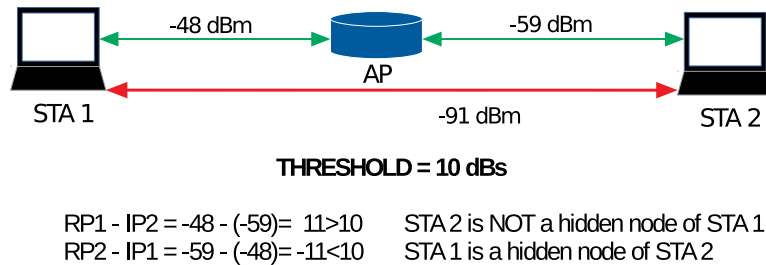 -48 dBm
-59 dBm
AP
STA 1
-91 dBm
STA 2
THRESHOLD = 10 dBs
RP1 - IP2 = -48 - (-59)= 11>10 STA 2 is NOT a hidden node of STA 1
RP2 - IP1 = -59 - (-48)= -11<10 STA 1 is a hidden node of STA 2